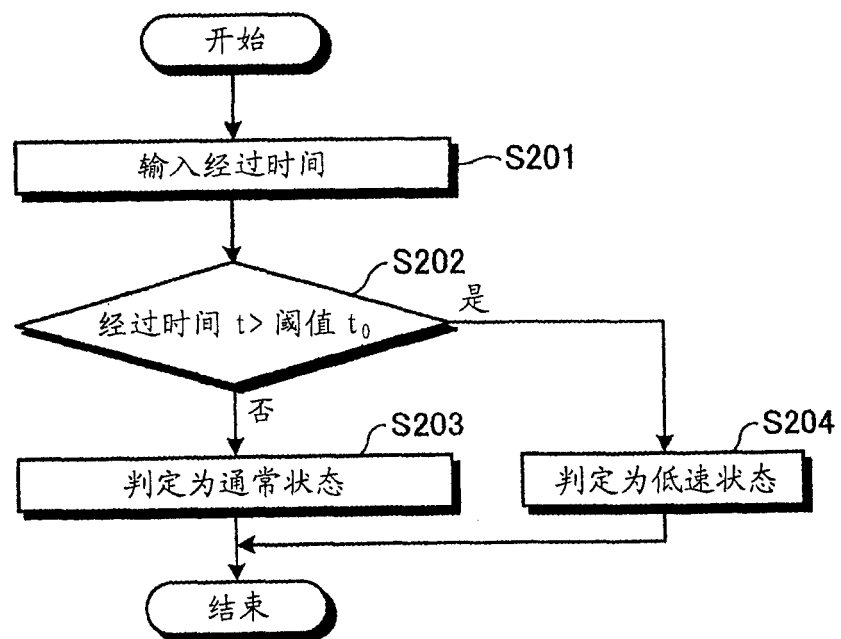 开始
输入经过时间
S201
S202
经过时间 t> 阈值 t₀
是
否
S203
判定为通常状态
S204
判定为低速状态
结束